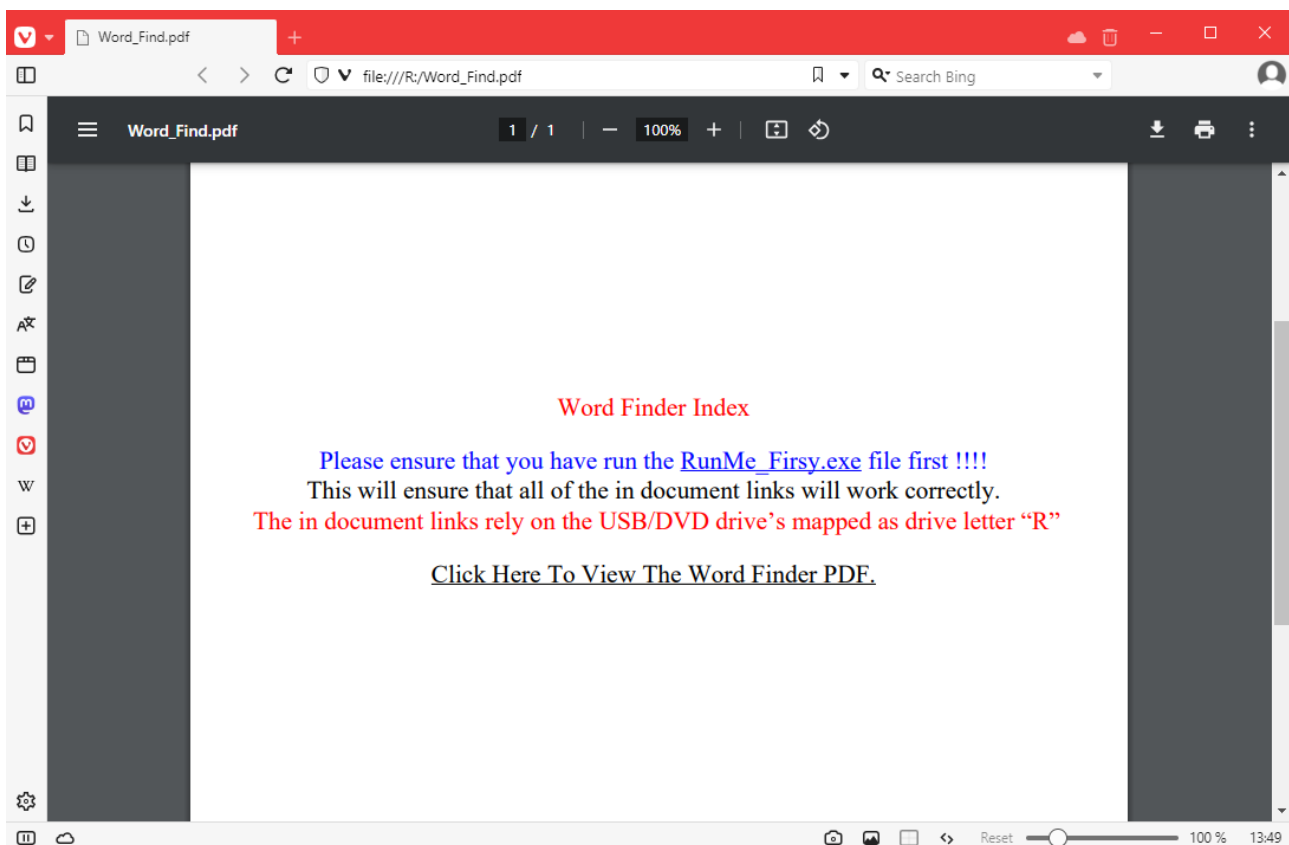 Word_Find.pdf
file:///R:/Word_Find.pdf
Search Bing
Word_Find.pdf
1 / 1
100%
Word Finder Index
Please ensure that you have run the RunMe_Firsy.exe file first !!!!
This will ensure that all of the in document links will work correctly.
The in document links rely on the USB/DVD drive’s mapped as drive letter “R”
Click Here To View The Word Finder PDF.
W
Reset
100 %
13:49